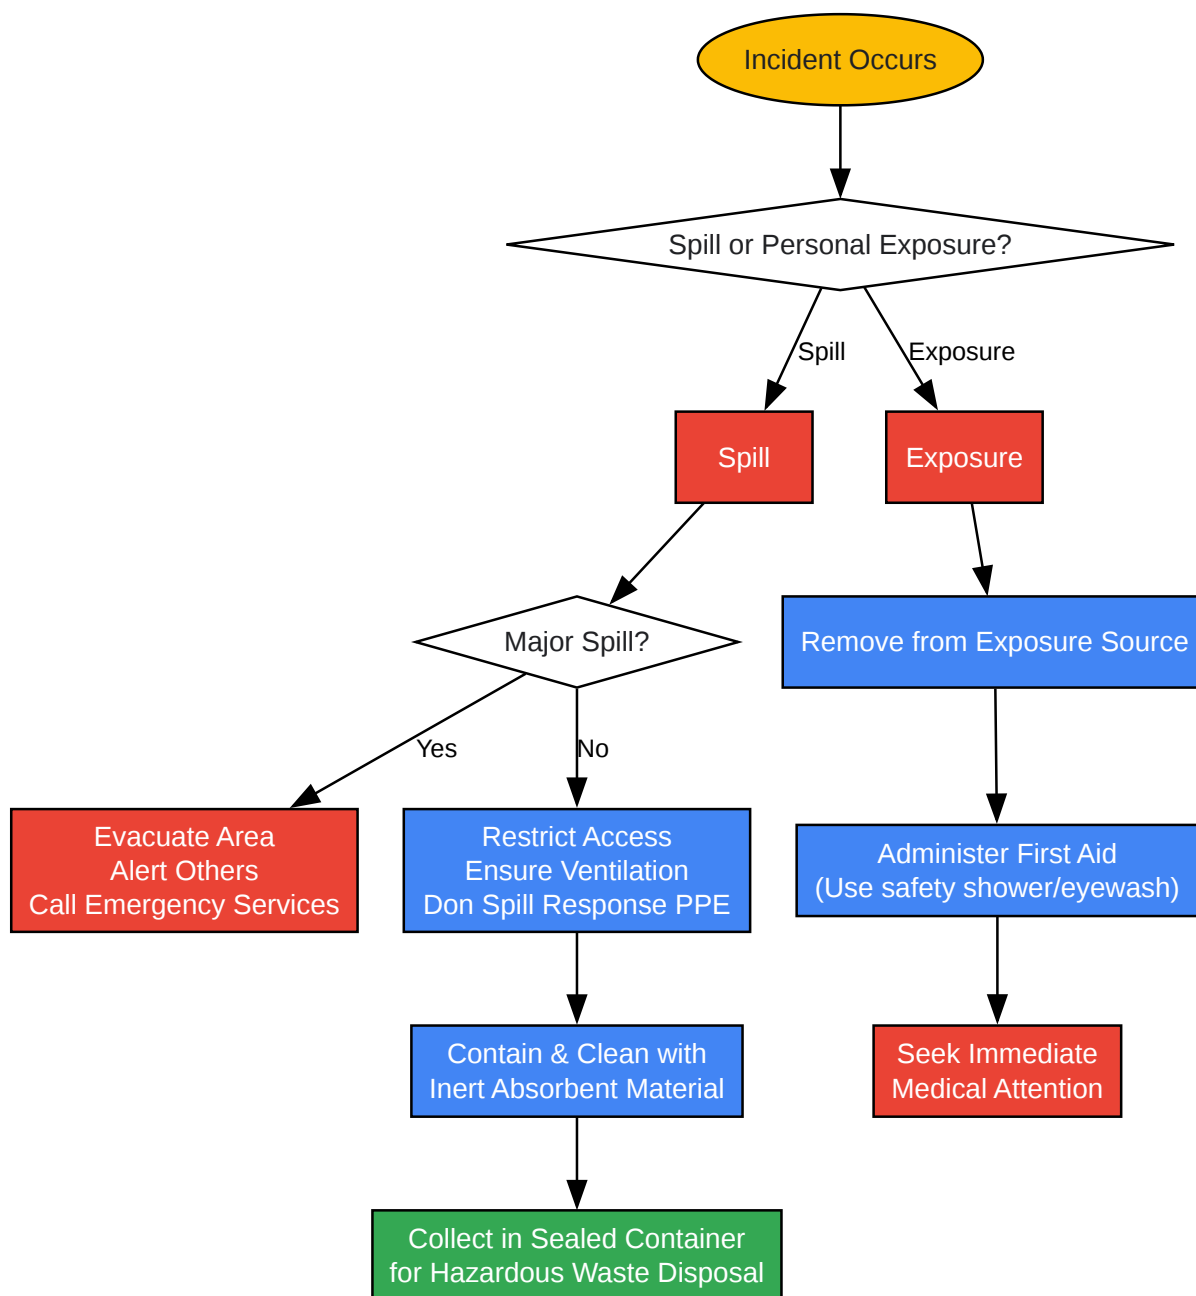 Incident Occurs
Spill or Personal Exposure?
Spill
Exposure
Spill
Exposure
Major Spill?
Remove from Exposure Source
Yes
No
Evacuate Area
Alert Others
Call Emergency Services
Restrict Access
Ensure Ventilation
Don Spill Response PPE
Administer First Aid
(Use safety shower/eyewash)
Contain & Clean with
Inert Absorbent Material
Seek Immediate
Medical Attention
Collect in Sealed Container
for Hazardous Waste Disposal